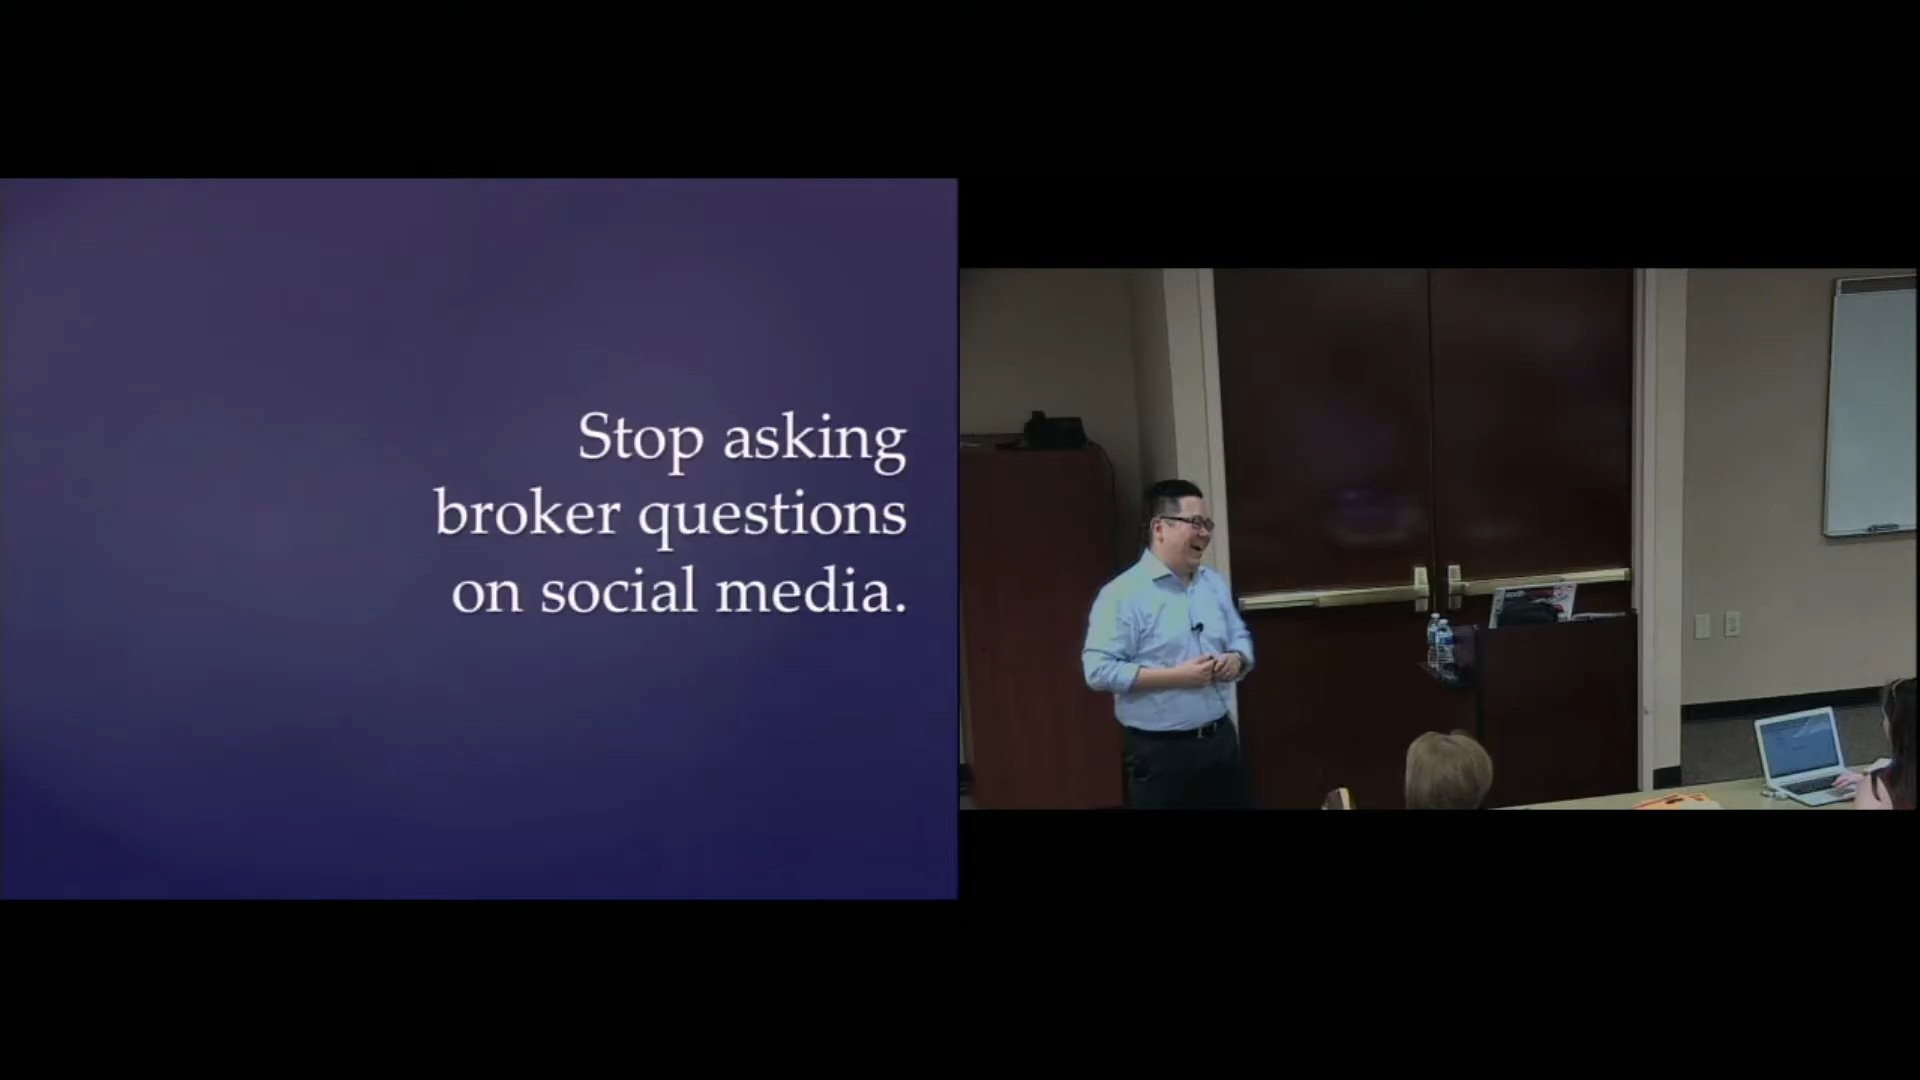 Stop asking
broker questions
on social media.